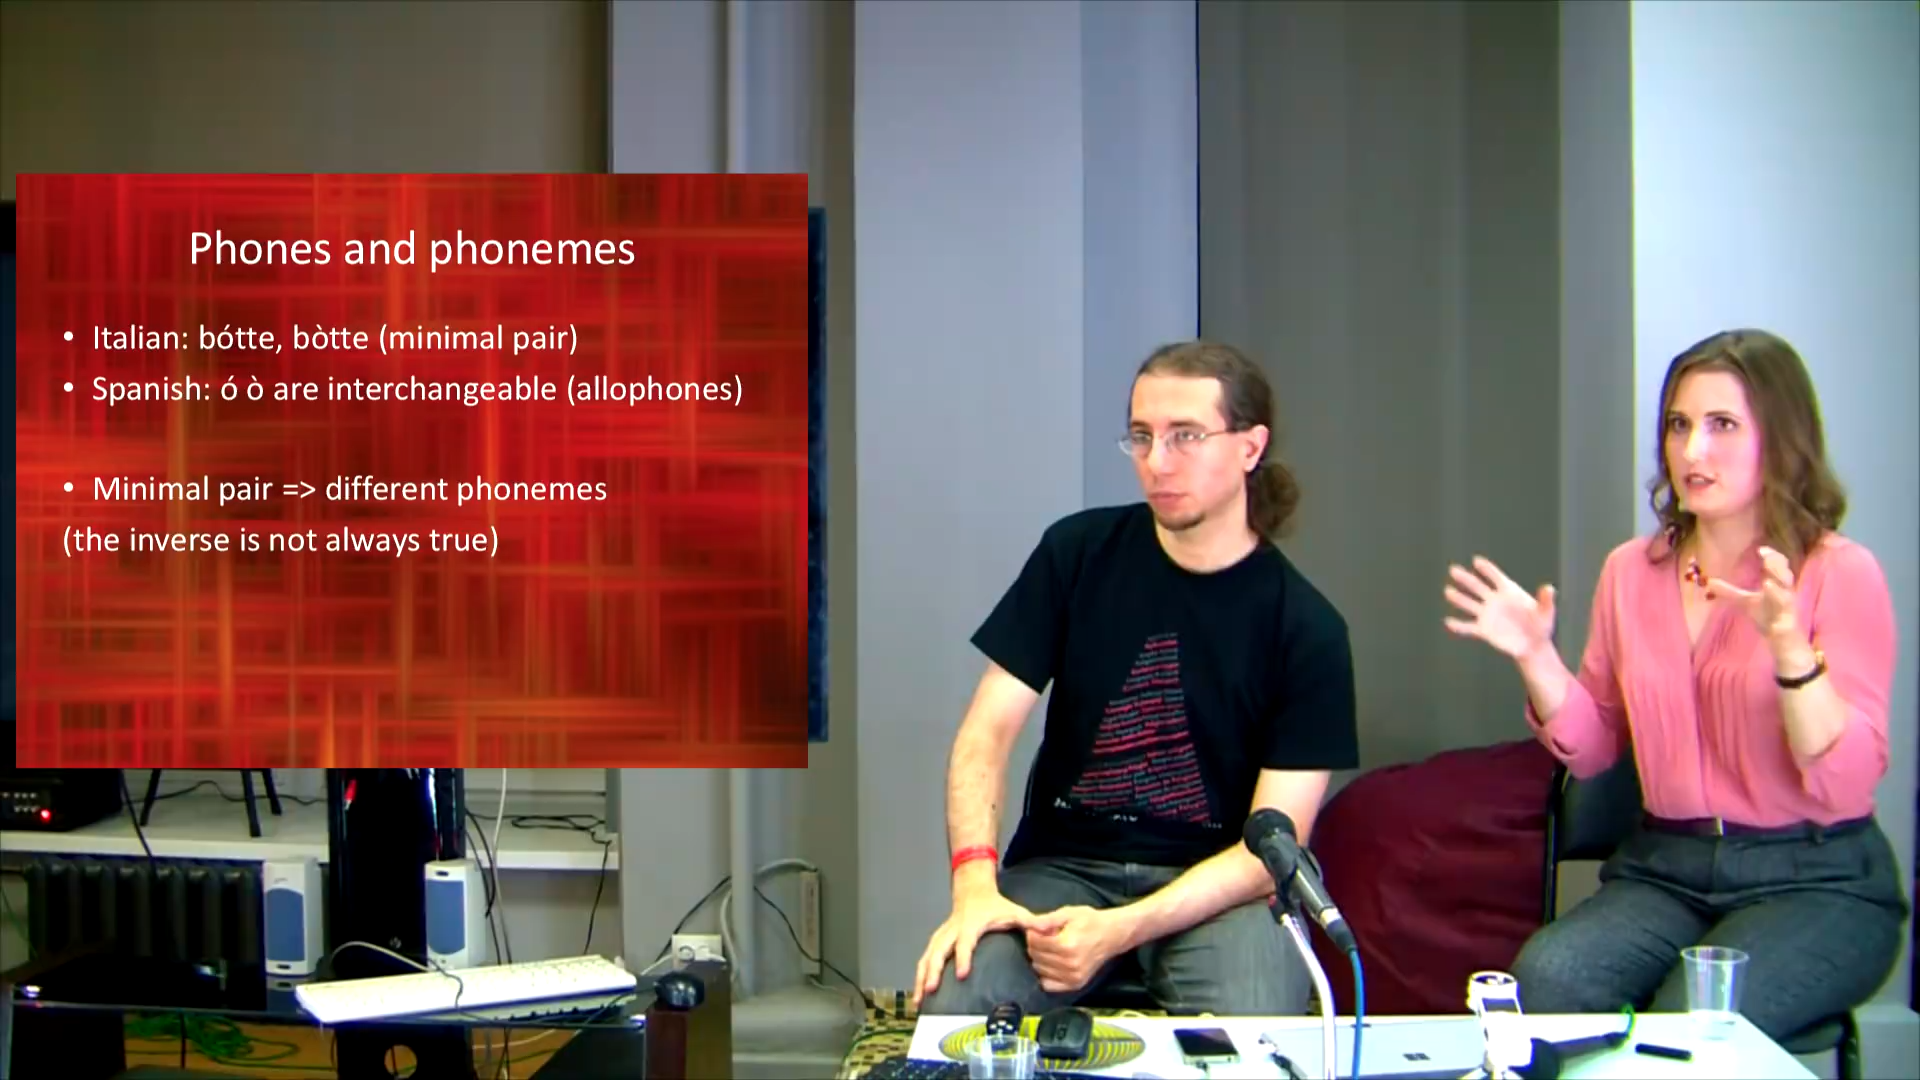 Phones and phonemes
• Italian: bótte, bòtte (minimal pair)
• Spanish: ó ò are interchangeable (allophones)
• Minimal pair => different phonemes
(the inverse is not always true)